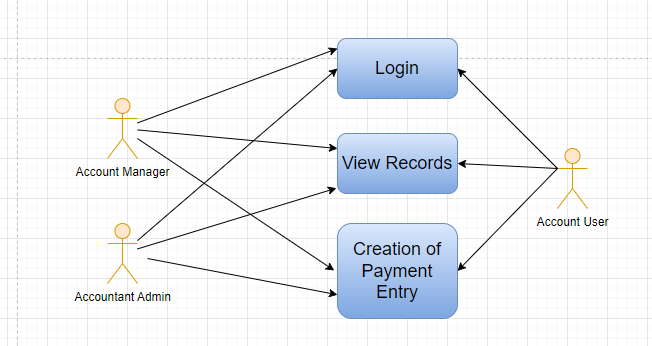 Login
Account Manager
View Records
Account User
Creation of
Payment
Entry
Accountant Admin